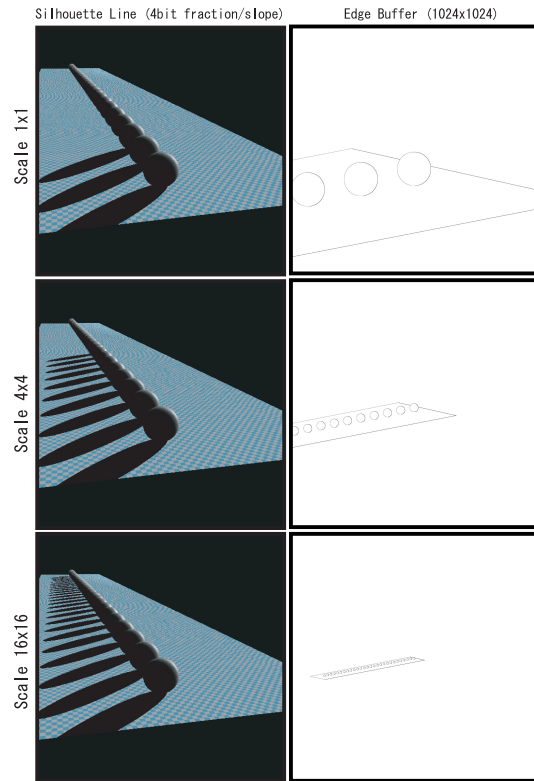 Silhouette Line (4bit fraction/slope)
Edge Buffer (1024x1024)
Scale 1x1
Scale 4x4
Scale 16x16